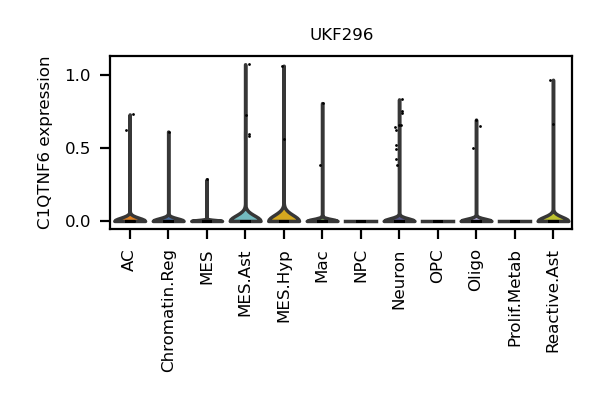 UKF296
C1QTNF6 expression
1.0
0.5
0.0
AC
Chromatin.Reg
MES
MES.Ast
MES.Hyp
Mac
NPC
Neuron
OPC
Oligo
Prolif.Metab
Reactive.Ast